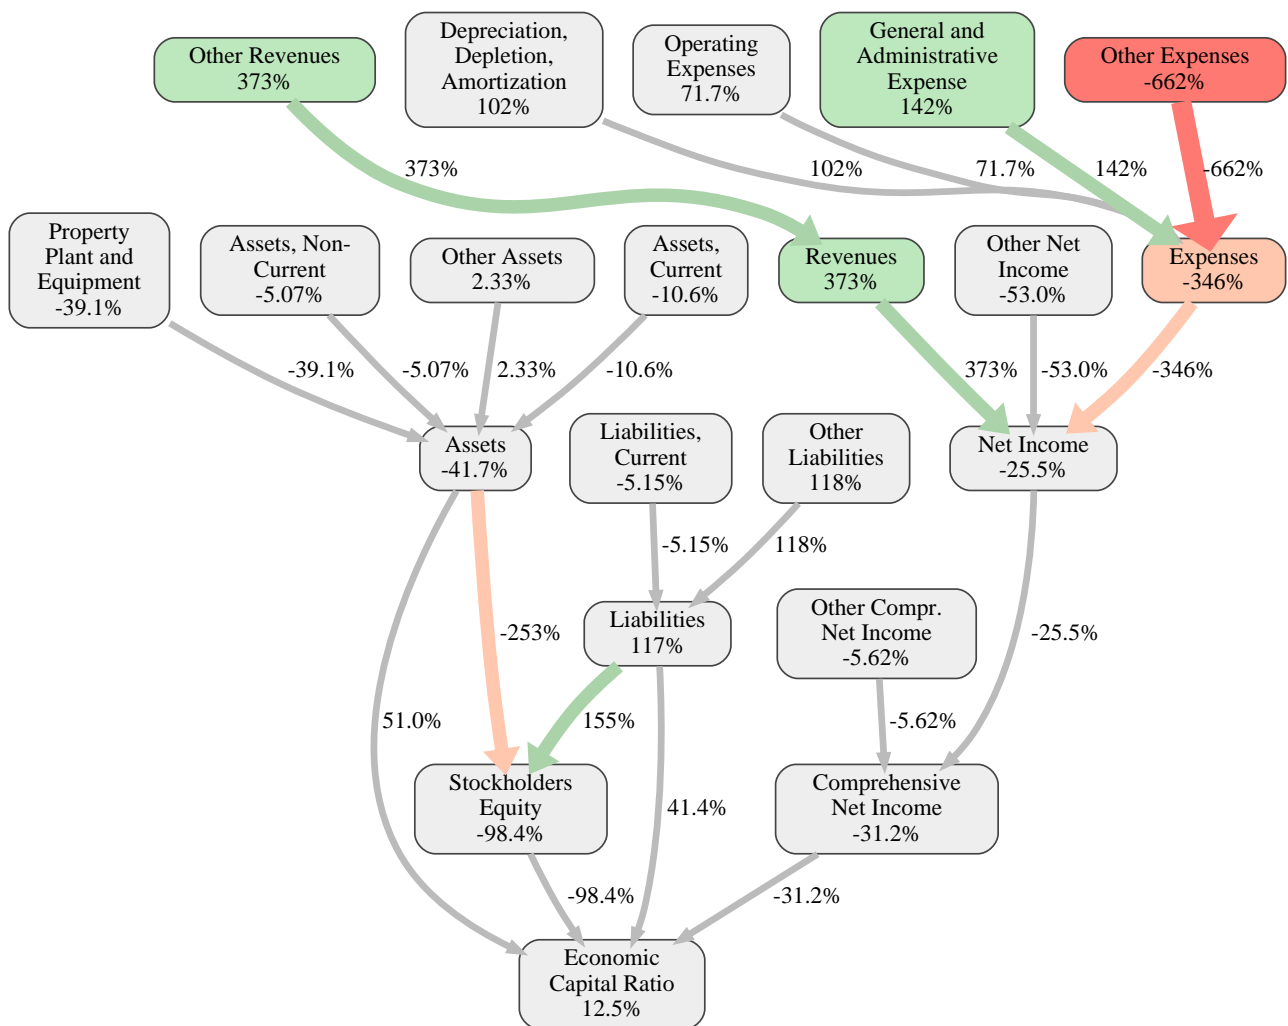 Other Revenues
373%
Depreciation,
Depletion,
Amortization
102%
Operating
Expenses
71.7%
General and
Administrative
Expense
142%
Other Expenses
-662%
373%
102%
71.7%
142%
-662%
Property
Plant and
Equipment
-39.1%
Assets, Non-
Current
-5.07%
Other Assets
2.33%
Assets,
Current
-10.6%
Revenues
373%
Other Net
Income
-53.0%
Expenses
-346%
-39.1%
-5.07%
2.33%
-10.6%
373%
-53.0%
-346%
Assets
-41.7%
Liabilities,
Current
-5.15%
Other
Liabilities
118%
Net Income
-25.5%
-5.15%
118%
-253%
Liabilities
117%
Other Compr.
Net Income
-5.62%
-25.5%
51.0%
155%
-5.62%
Stockholders
Equity
-98.4%
41.4%
Comprehensive
Net Income
-31.2%
-98.4%
-31.2%
Economic
Capital Ratio
12.5%